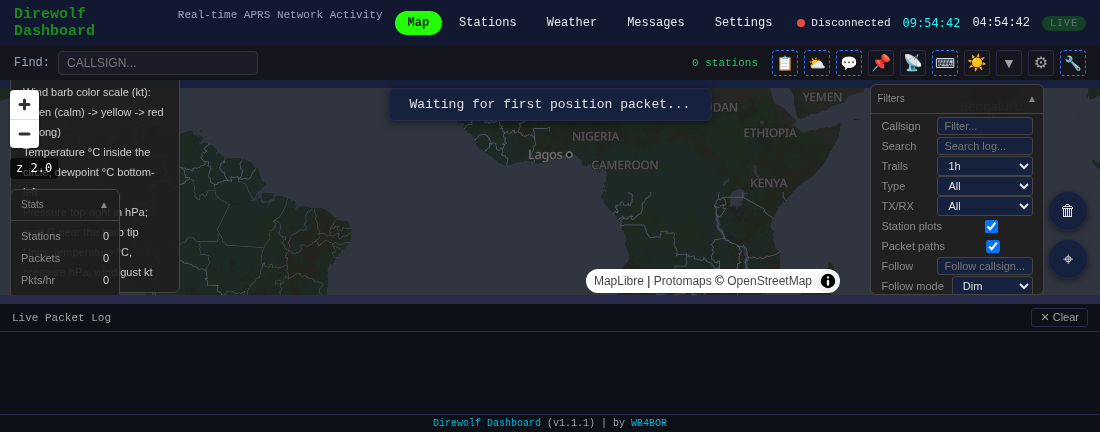 Direwolf Dashboard
Real-time APRS Network Activity
Map
Stations
Weather
Messages
Settings
Disconnected
09:54:42
04:54:42
LIVE
Find:
CALLSIGN...
0 stations
Wind barb color scale (kt):
(calm) -> yellow -> red
Temperature °C inside the
dewpoint °C bottom-
z 2.0
Stats ▲
Stations 0
Packets 0
Pkts/hr 0
Waiting for first position packet...
YEMEN
NIGERIA
ETHIOPIA
Lagos
CAMEROON
KENYA
MapLibre | Protomaps © OpenStreetMap
Filters ▲
Callsign Filter...
Search Search log...
Trails 1h
Type All
TX/RX All
Station plots
Packet paths
Follow Follow callsign...
Follow mode Dim
Live Packet Log
✕ Clear
Direwolf Dashboard (v1.1.1) | by WB4BOR